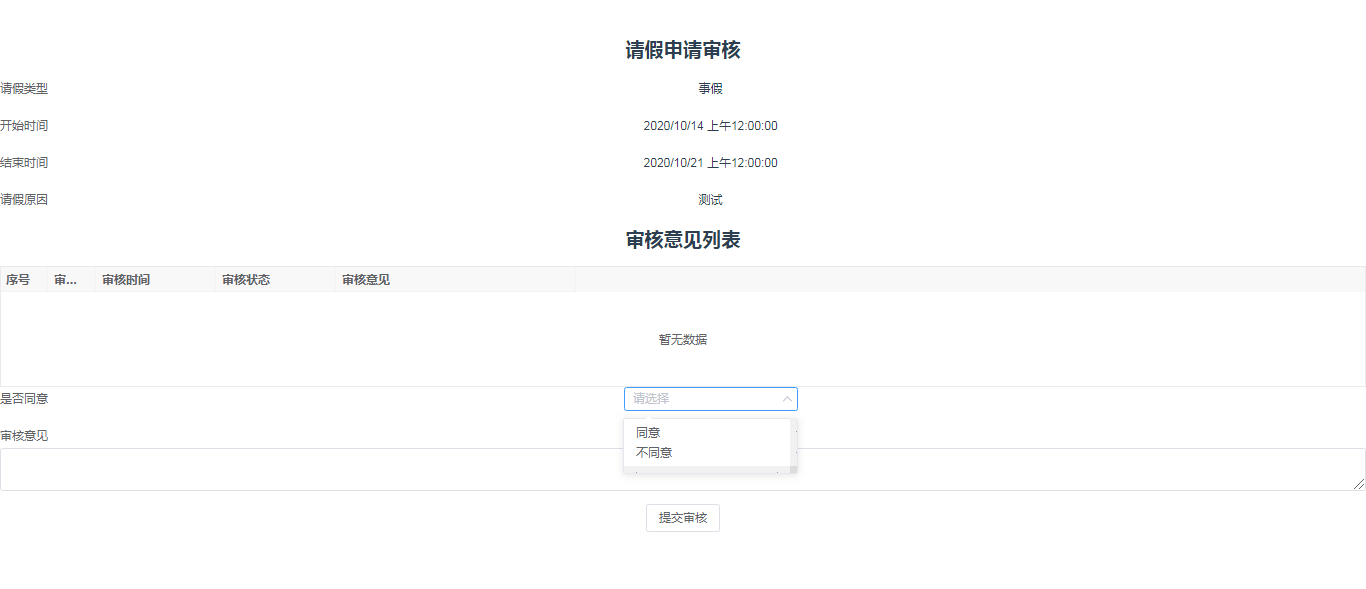 请假申请审核
请假类型 事假
开始时间 2020/10/14 上午12:00:00
结束时间 2020/10/21 上午12:00:00
请假原因 测试
审核意见列表
序号 审... 审核时间 审核状态 审核意见
暂无数据
是否同意 请选择
同意
审核意见
不同意
提交审核